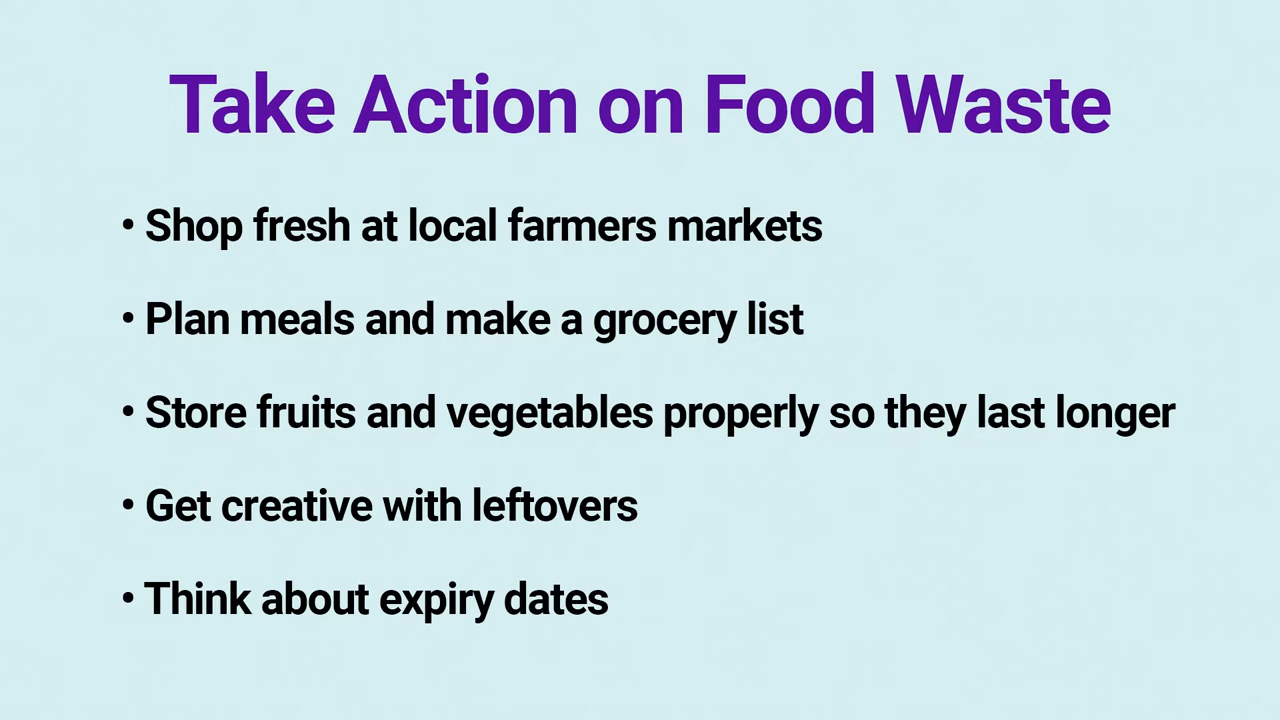 Take Action on Food Waste
• Shop fresh at local farmers markets
• Plan meals and make a grocery list
• Store fruits and vegetables properly so they last longer
• Get creative with leftovers
• Think about expiry dates